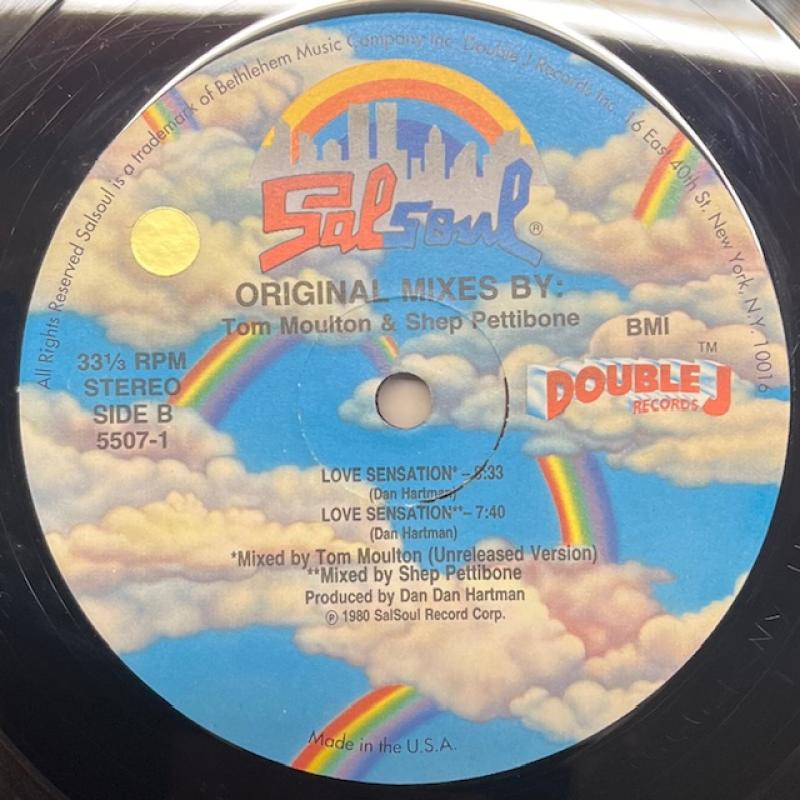 All Rights Reserved Salsoul is a trademark of Bethlehem Music Company Inc. Double J Records Inc. 16 East 40th St. New York, N.Y. 10016
Salsoul®
ORIGINAL MIXES BY:
Tom Moulton & Shep Pettibone
BMI
33⅓ RPM
STEREO
SIDE B
5507-1
DOUBLE J™
RECORDS
LOVE SENSATION* –
(Dan Hartman)
LOVE SENSATION**– 7:40
(Dan Hartman)
*Mixed by Tom Moulton (Unreleased Version)
**Mixed by Shep Pettibone
Produced by Dan Dan Hartman
℗ 1980 SalSoul Record Corp.
Made in the U.S.A.